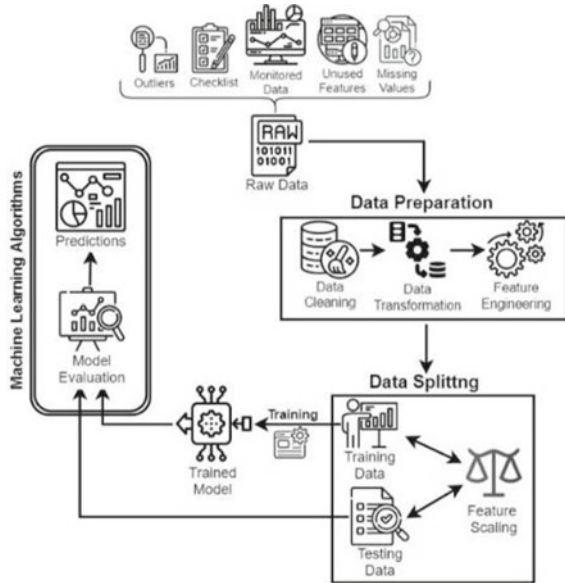 Outliers
Checklist
Monitored
Data
Unused
Features
Missing
Values
RAW
101011
01001
Raw Data
Data Preparation
Data
Cleaning
Data
Transformation
Feature
Engineering
Machine Learning Algorithms
Predictions
Model
Evaluation
Data Splittng
Training
Trained
Model
Training
Data
Feature
Scaling
Testing
Data